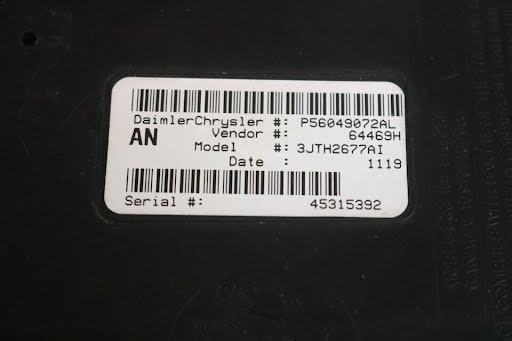 DaimlerChrysler #: P56049072AL
AN
Vendor #: 64469H
Model #: 3JTH2677AI
Date : 1119
Serial #: 45315392